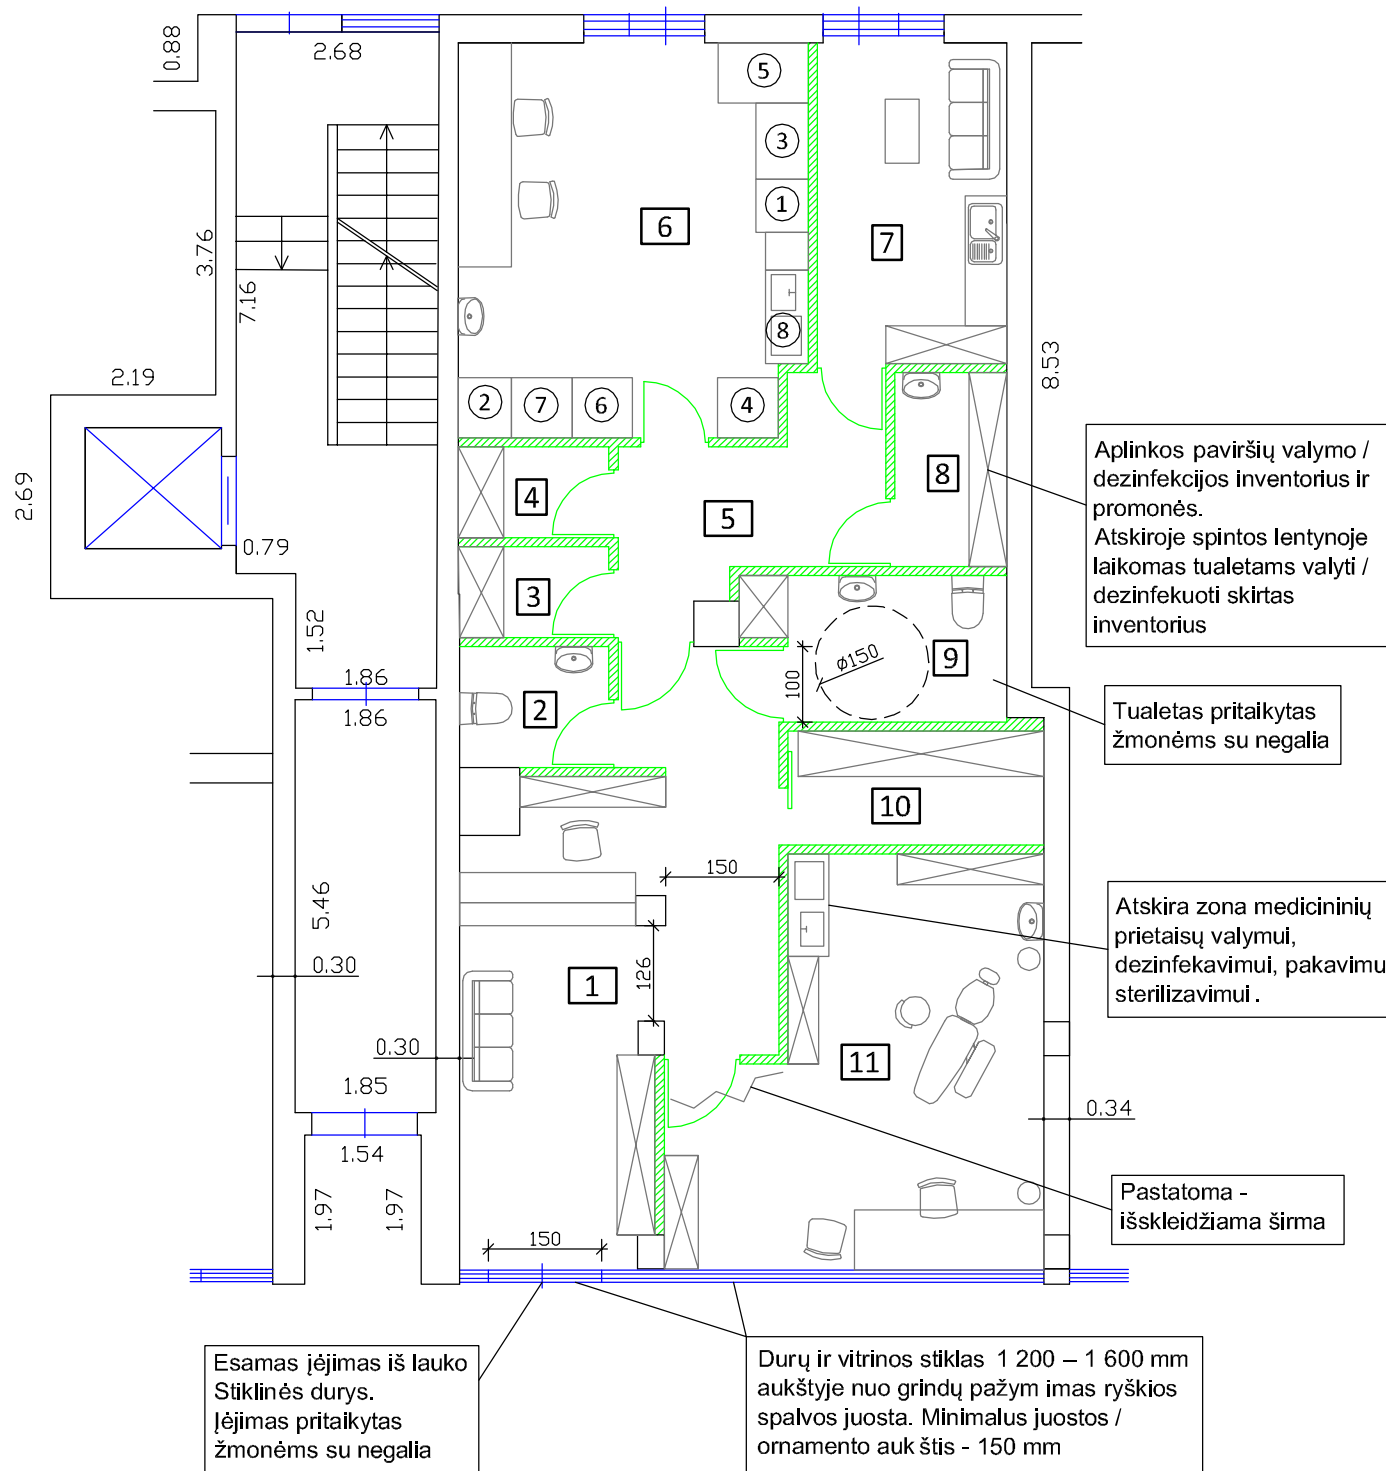 0.88
2.68
5
3
1
6
7
3.76
7.16
8
2.19
8.53
2
7
6
4
Aplinkos paviršių valymo /
dezinfekcijos inventorius ir
promonės.
Atskiroje spintos lentynoje
laikomas tualetams valyti /
dezinfekuoti skirtas
inventorius
2.69
4
5
8
0.79
3
1.52
9
ø150
100
1.86
1.86
2
Tualetas pritaikytas
žmonėms su negalia
10
150
5.46
Atskira zona medicininių
prietaisų valymui,
dezinfekavimui, pakavimu
sterilizavimui.
0.30
126
1
0.30
11
1.85
0.34
1.54
1.97
1.97
Pastatoma -
išskleidžiama širma
150
Esamas įėjimas iš lauko
Stiklinės durys.
Įėjimas pritaikytas
žmonėms su negalia
Durų ir vitrinos stiklas 1 200 – 1 600 mm
aukštyje nuo grindų pažym imas ryškios
spalvos juosta. Minimalus juostos /
ornamento auk štis - 150 mm